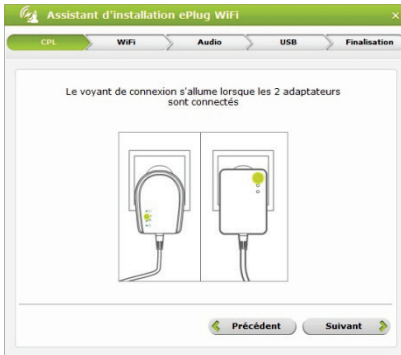 Assistant d'installation ePlug WiFi
CPL WiFi Audio USB Finalisation
Le voyant de connexion s'allume lorsque les 2 adaptateurs
sont connectés
Précédent Suivant